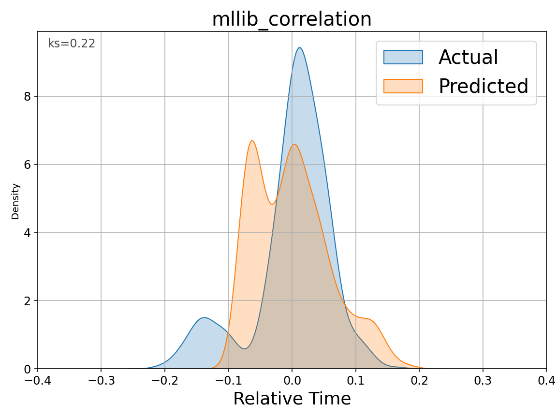 mllib_correlation
ks=0.22
Actual
Predicted
Density
8
6
4
2
0
−0.4 −0.3 −0.2 −0.1 0.0 0.1 0.2 0.3 0.4
Relative Time